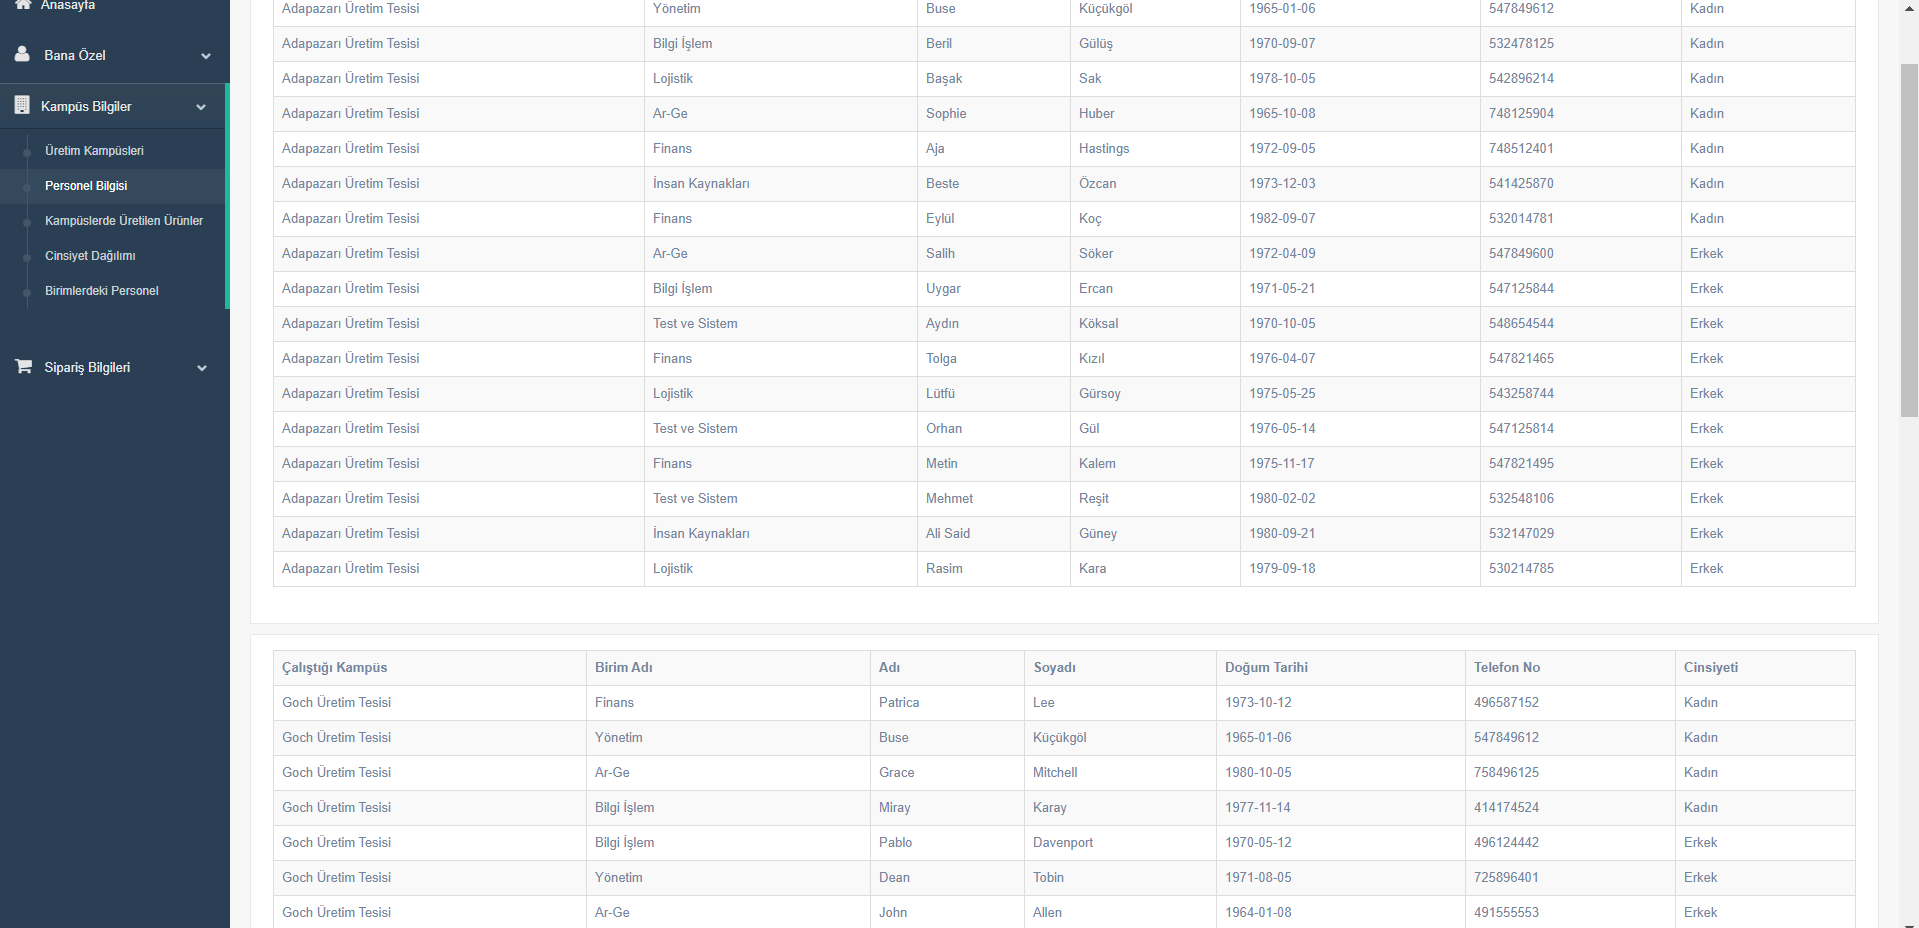 Anasayfa
Bana Özel
Kampüs Bilgiler
Üretim Kampüsleri
Personel Bilgisi
Kampüslerde Üretilen Ürünler
Cinsiyet Dağılımı
Birimlerdeki Personel
Sipariş Bilgileri
Adapazarı Üretim Tesisi Yönetim Buse Küçükgöl 1965-01-06 547849612 Kadın
Adapazarı Üretim Tesisi Bilgi İşlem Beril Gülüş 1970-09-07 532478125 Kadın
Adapazarı Üretim Tesisi Lojistik Başak Sak 1978-10-05 542896214 Kadın
Adapazarı Üretim Tesisi Ar-Ge Sophie Huber 1965-10-08 748125904 Kadın
Adapazarı Üretim Tesisi Finans Aja Hastings 1972-09-05 748512401 Kadın
Adapazarı Üretim Tesisi İnsan Kaynakları Beste Özcan 1973-12-03 541425870 Kadın
Adapazarı Üretim Tesisi Finans Eylül Koç 1982-09-07 532014781 Kadın
Adapazarı Üretim Tesisi Ar-Ge Salih Söker 1972-04-09 547849600 Erkek
Adapazarı Üretim Tesisi Bilgi İşlem Uygar Ercan 1971-05-21 547125844 Erkek
Adapazarı Üretim Tesisi Test ve Sistem Aydın Köksal 1970-10-05 548654544 Erkek
Adapazarı Üretim Tesisi Finans Tolga Kızıl 1976-04-07 547821465 Erkek
Adapazarı Üretim Tesisi Lojistik Lütfü Gürsoy 1975-05-25 543258744 Erkek
Adapazarı Üretim Tesisi Test ve Sistem Orhan Gül 1976-05-14 547125814 Erkek
Adapazarı Üretim Tesisi Finans Metin Kalem 1975-11-17 547821495 Erkek
Adapazarı Üretim Tesisi Test ve Sistem Mehmet Reşit 1980-02-02 532548106 Erkek
Adapazarı Üretim Tesisi İnsan Kaynakları Ali Said Güney 1980-09-21 532147029 Erkek
Adapazarı Üretim Tesisi Lojistik Rasim Kara 1979-09-18 530214785 Erkek
Çalıştığı Kampüs Birim Adı Adı Soyadı Doğum Tarihi Telefon No Cinsiyeti
Goch Üretim Tesisi Finans Patrica Lee 1973-10-12 496587152 Kadın
Goch Üretim Tesisi Yönetim Buse Küçükgöl 1965-01-06 547849612 Kadın
Goch Üretim Tesisi Ar-Ge Grace Mitchell 1980-10-05 758496125 Kadın
Goch Üretim Tesisi Bilgi İşlem Miray Karay 1977-11-14 414174524 Kadın
Goch Üretim Tesisi Bilgi İşlem Pablo Davenport 1970-05-12 496124442 Erkek
Goch Üretim Tesisi Yönetim Dean Tobin 1971-08-05 725896401 Erkek
Goch Üretim Tesisi Ar-Ge John Allen 1964-01-08 491555553 Erkek